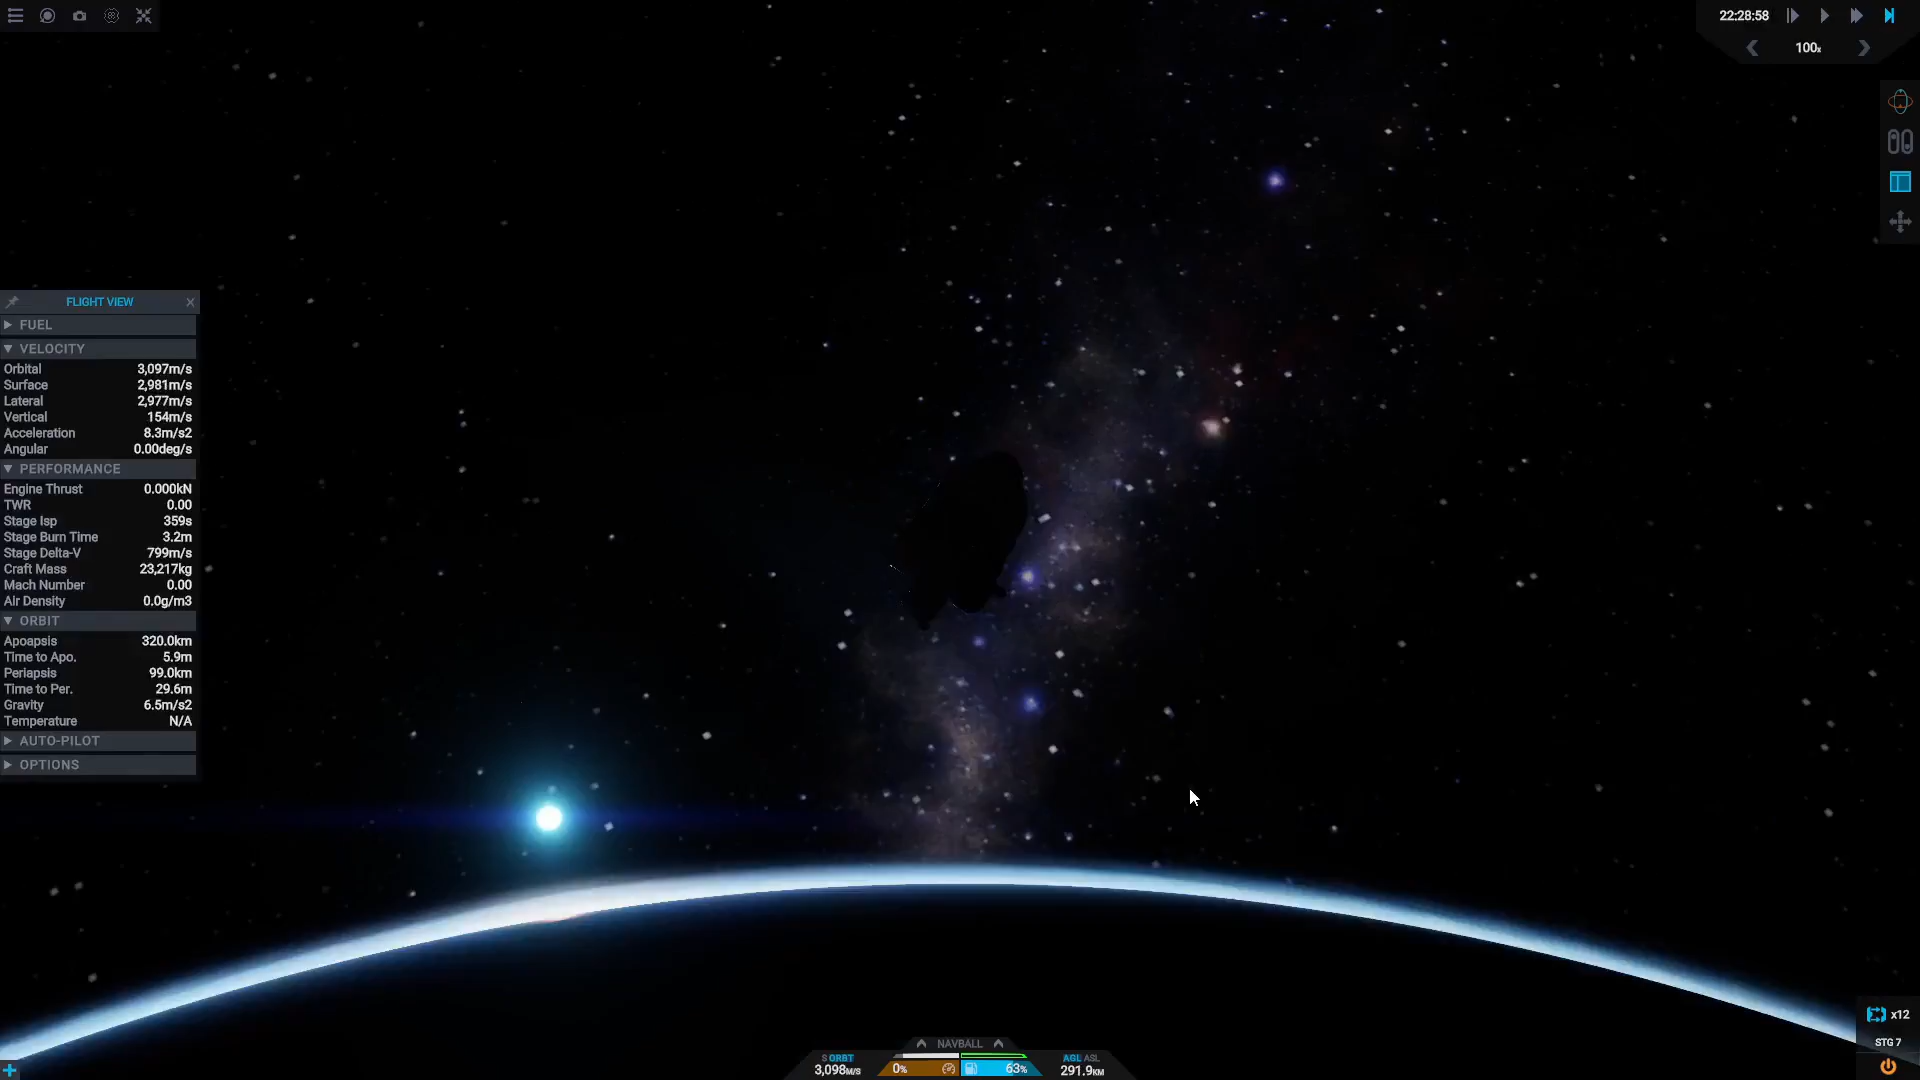 22:28:58
100x
FLIGHT VIEW
FUEL
VELOCITY
Orbital 3,097m/s
Surface 2,981m/s
Lateral 2,977m/s
Vertical 154m/s
Acceleration 8.3m/s2
Angular 0.00deg/s
PERFORMANCE
Engine Thrust 0.000kN
TWR 0.00
Stage Isp 359s
Stage Burn Time 3.2m
Stage Delta-V 799m/s
Craft Mass 23,217kg
Mach Number 0.00
Air Density 0.0g/m3
ORBIT
Apoapsis 320.0km
Time to Apo. 5.9m
Periapsis 99.0km
Time to Per. 29.6m
Gravity 6.5m/s2
Temperature N/A
AUTO-PILOT
OPTIONS
x12
STG 7
NAVBALL
S ORBT
AGL ASL
3,098M/S
0%
63%
291.9KM